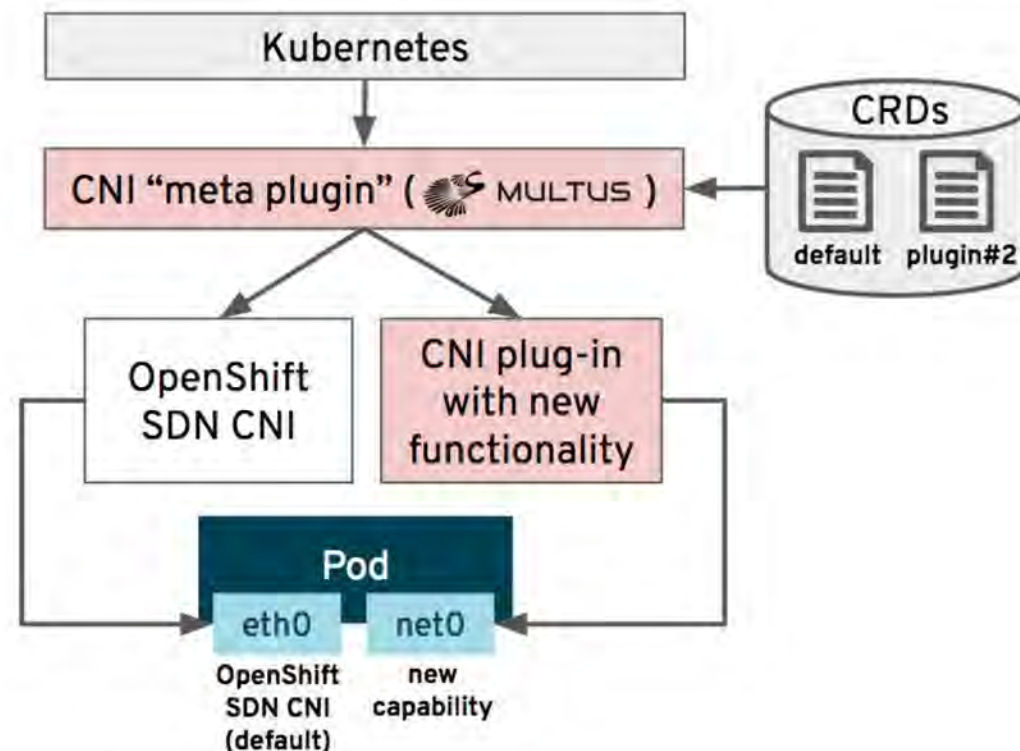 Kubernetes
CRDs
default
plugin#2
CNI “meta plugin” ( MULTUS )
OpenShift
SDN CNI
CNI plug-in
with new
functionality
Pod
eth0
net0
OpenShift
SDN CNI
(default)
new
capability